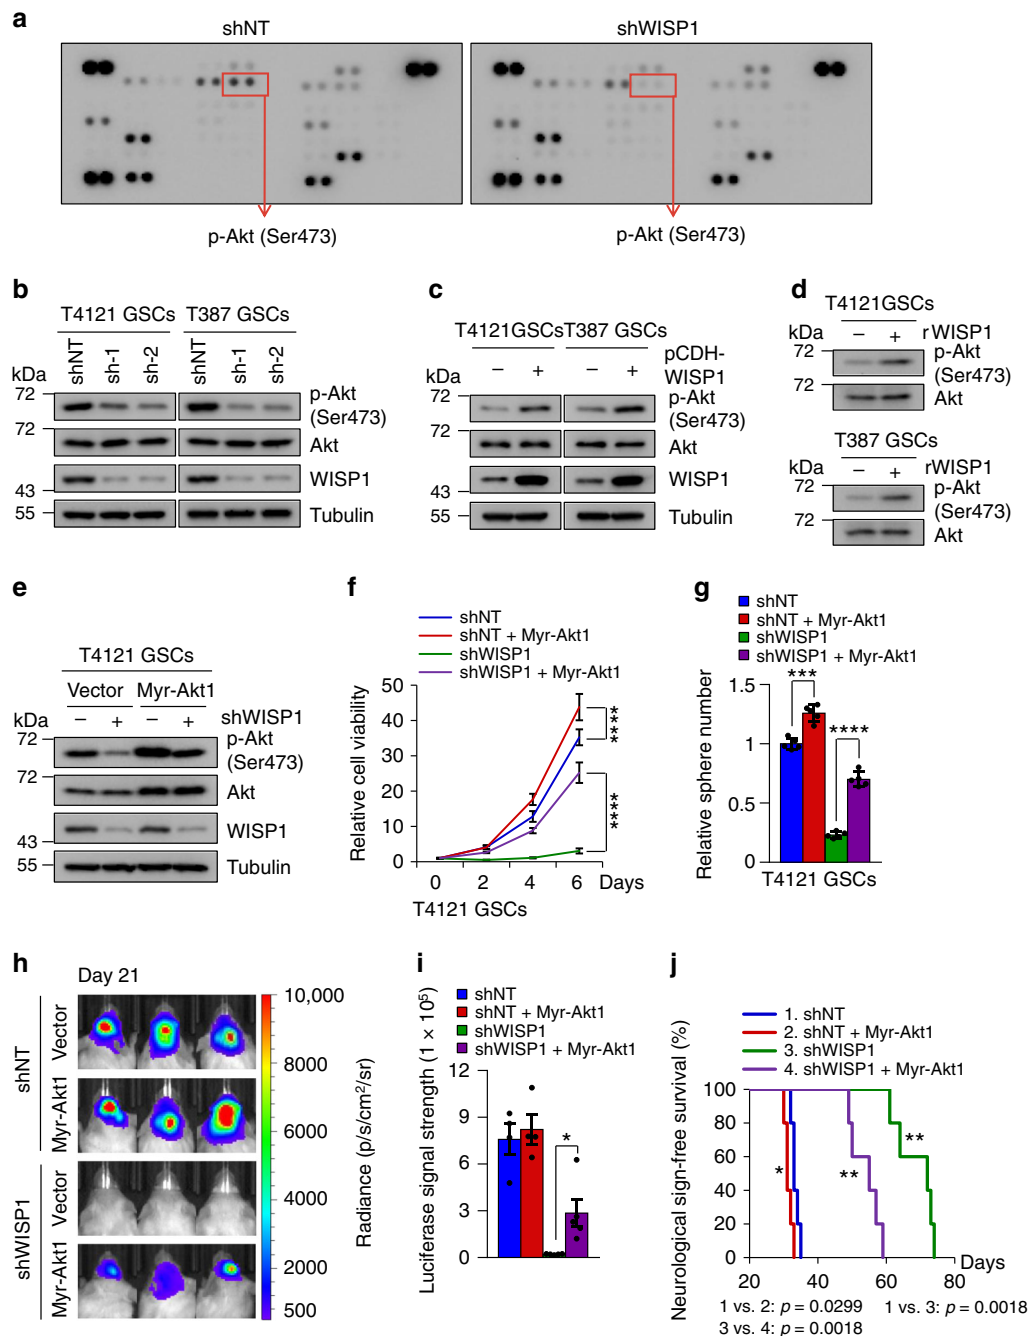 a
shNT
shWISP1
p-Akt (Ser473)
p-Akt (Ser473)
b
T4121 GSCs
T387 GSCs
kDa
shNT
sh-1
sh-2
shNT
sh-1
sh-2
72
p-Akt
(Ser473)
72
Akt
WISP1
43
55
Tubulin
c
T4121GSCs
T387 GSCs
kDa
–
+
–
+
pCDH-
WISP1
72
p-Akt
(Ser473)
72
Akt
WISP1
43
55
Tubulin
d
T4121GSCs
kDa
–
+
rWISP1
72
p-Akt
(Ser473)
72
Akt
T387 GSCs
kDa
–
+
rWISP1
72
p-Akt
(Ser473)
72
Akt
e
T4121 GSCs
Vector
Myr-Akt1
kDa
–
+
–
+
shWISP1
72
p-Akt
(Ser473)
72
Akt
WISP1
43
55
Tubulin
f
shNT
shNT + Myr-Akt1
shWISP1
shWISP1 + Myr-Akt1
Relative cell viability
50
40
30
20
10
0
****
****
0
2
4
6
Days
T4121 GSCs
g
shNT
shNT + Myr-Akt1
shWISP1
shWISP1 + Myr-Akt1
Relative sphere number
1.5
1
0.5
0
***
****
T4121 GSCs
h
Day 21
shNT
Vector
Myr-Akt1
shWISP1
Vector
Myr-Akt1
10,000
8000
6000
4000
2000
500
Radiance (p/s/cm²/sr)
i
shNT
shNT + Myr-Akt1
shWISP1
shWISP1 + Myr-Akt1
Luciferase signal strength (1 × 10⁵)
12
9
6
3
0
*
j
1. shNT
2. shNT + Myr-Akt1
3. shWISP1
4. shWISP1 + Myr-Akt1
Neurological sign-free survival (%)
100
80
60
40
20
0
*
**
**
20
40
60
80
Days
1 vs. 2: p = 0.0299
1 vs. 3: p = 0.0018
3 vs. 4: p = 0.0018